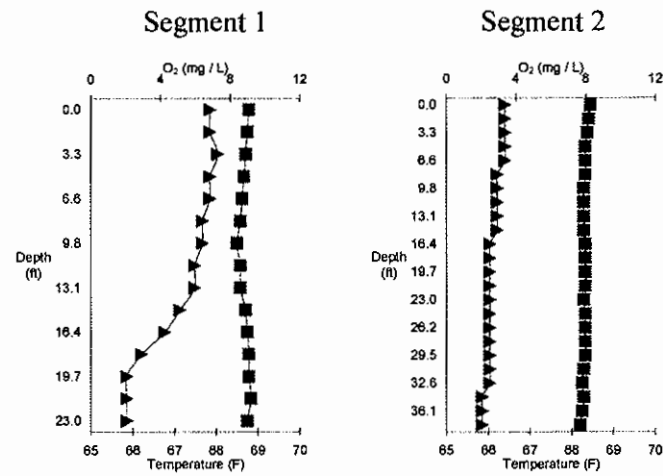 Segment 1
Segment 2
O₂ (mg / L)
0 4 8 12
0.0
3.3
6.6
9.8
13.1
16.4
19.7
23.0
Depth
(ft)
65 66 67 68 69 70
Temperature (F)
O₂ (mg / L)
0 4 8 12
0.0
3.3
6.6
9.8
13.1
16.4
19.7
23.0
26.2
29.5
32.8
36.1
Depth
(ft)
65 66 68 69 70
Temperature (F)